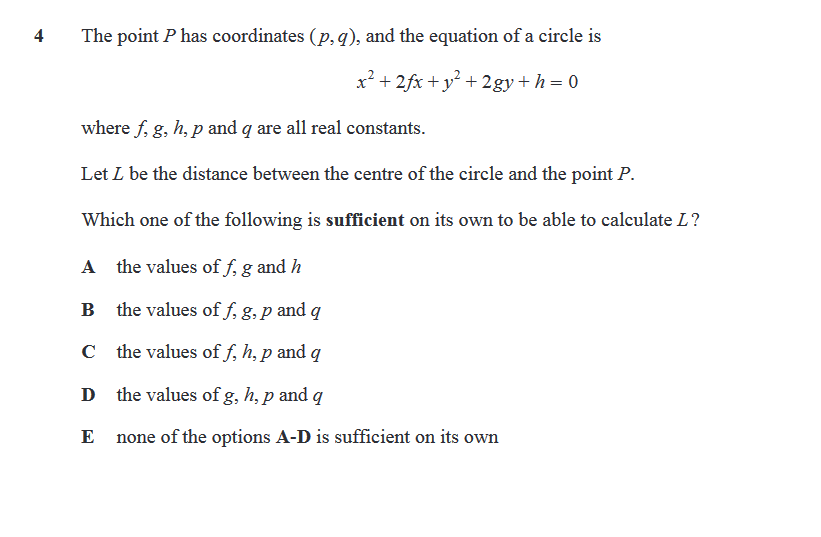 4 The point P has coordinates (p, q), and the equation of a circle is
x² + 2fx + y² + 2gy + h = 0
where f, g, h, p and q are all real constants.
Let L be the distance between the centre of the circle and the point P.
Which one of the following is sufficient on its own to be able to calculate L?
A the values of f, g and h
B the values of f, g, p and q
C the values of f, h, p and q
D the values of g, h, p and q
E none of the options A-D is sufficient on its own